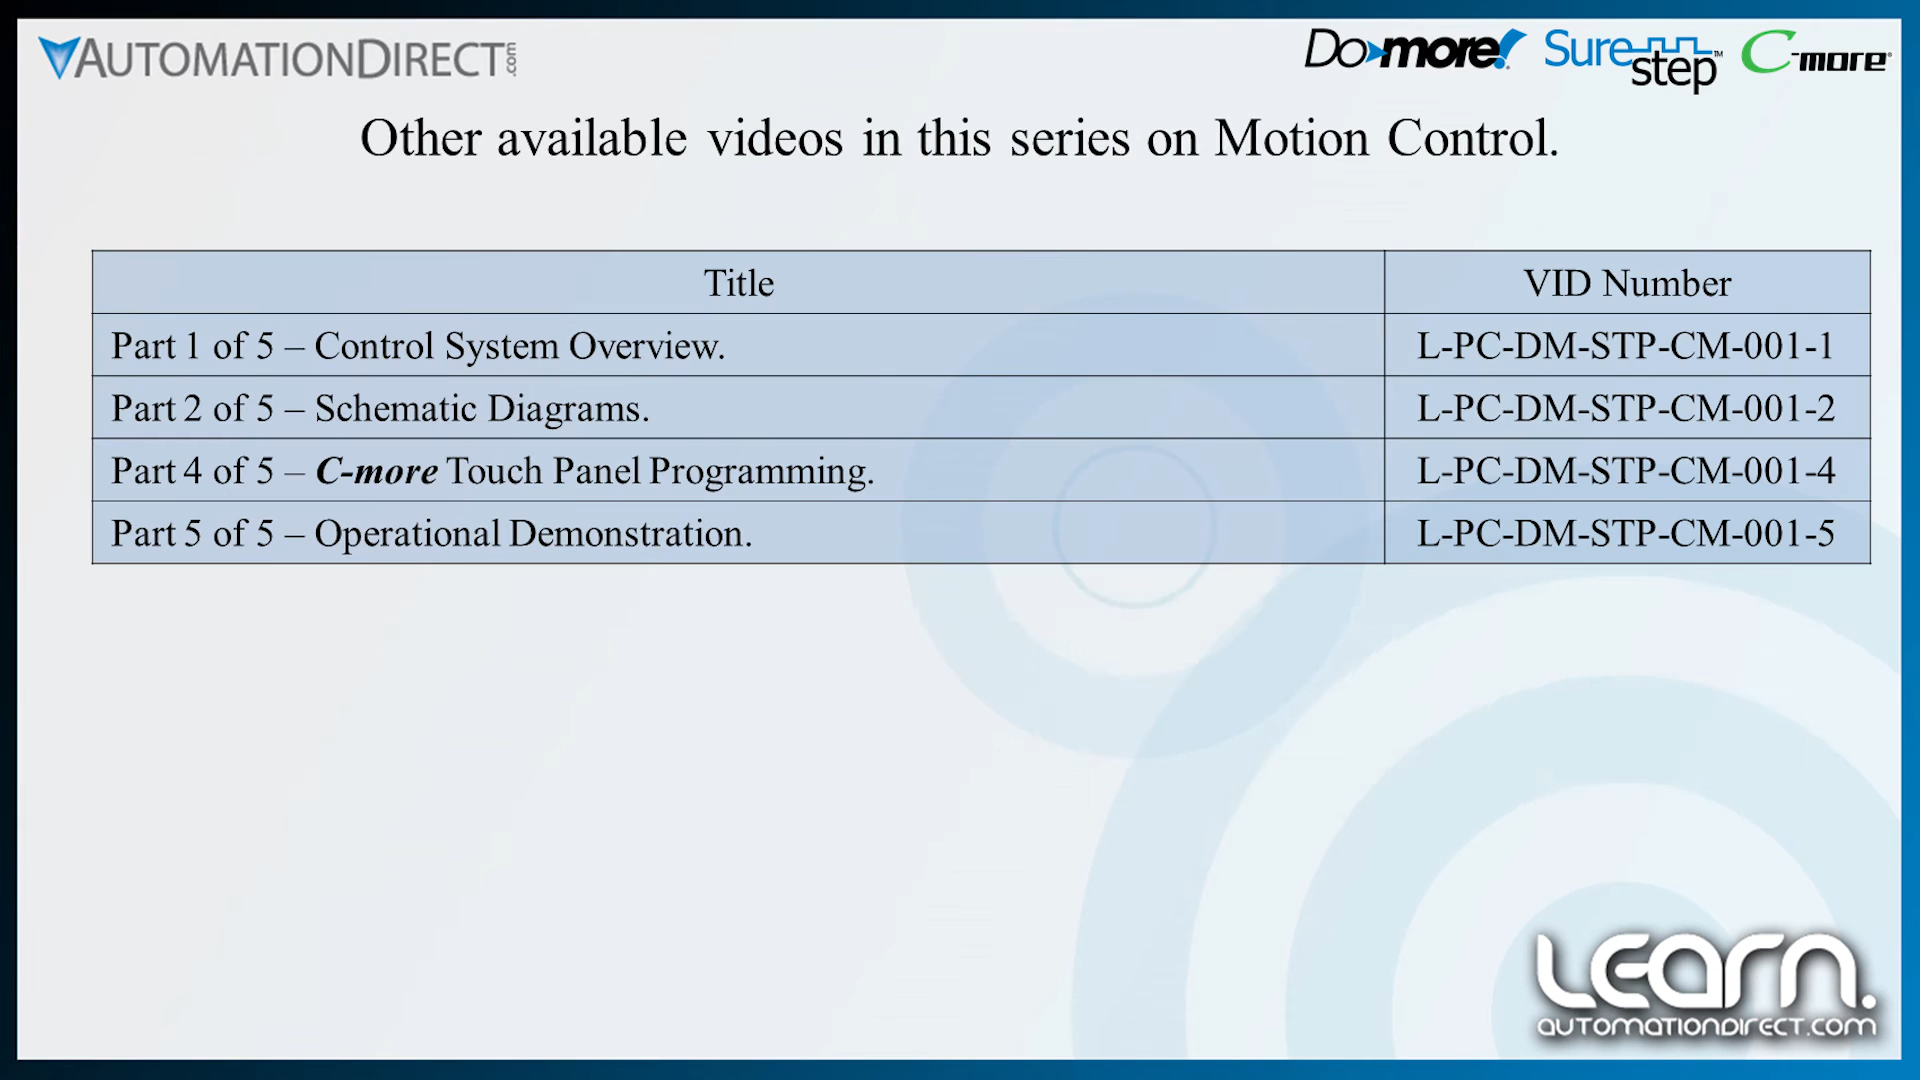 AUTOMATIONDIRECT.com
Do-more! Surestep™ C-more®
Other available videos in this series on Motion Control.
Title VID Number
Part 1 of 5 – Control System Overview. L-PC-DM-STP-CM-001-1
Part 2 of 5 – Schematic Diagrams. L-PC-DM-STP-CM-001-2
Part 4 of 5 – C-more Touch Panel Programming. L-PC-DM-STP-CM-001-4
Part 5 of 5 – Operational Demonstration. L-PC-DM-STP-CM-001-5
LEARN.
AUTOMATIONDIRECT.COM